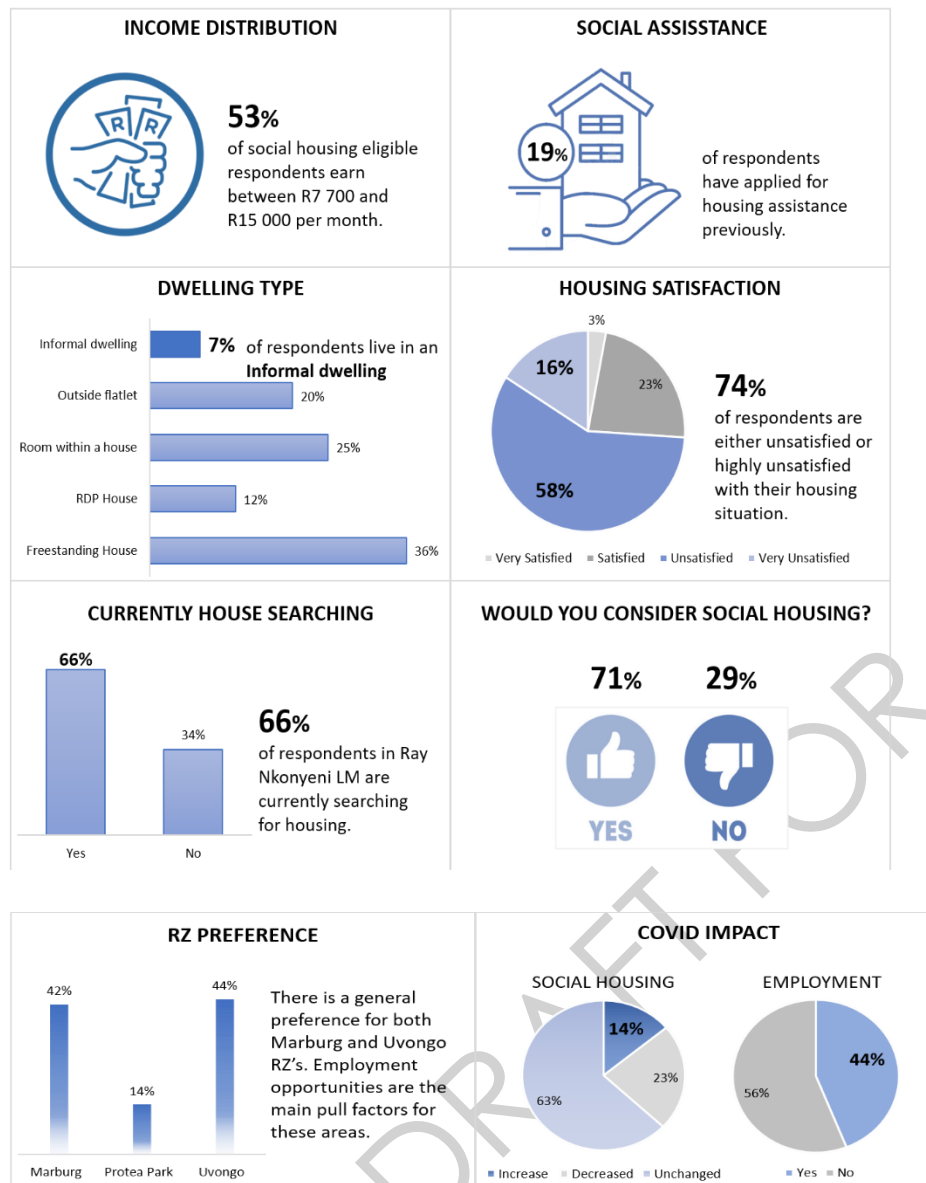 INCOME DISTRIBUTION
R R
53%
of social housing eligible
respondents earn
between R7 700 and
R15 000 per month.
SOCIAL ASSISSTANCE
19%
of respondents
have applied for
housing assistance
previously.
DWELLING TYPE
Informal dwelling
7% of respondents live in an
Informal dwelling
Outside flatlet
20%
Room within a house
25%
RDP House
12%
Freestanding House
36%
HOUSING SATISFACTION
3%
16%
23%
58%
74%
of respondents are
either unsatisfied or
highly unsatisfied
with their housing
situation.
Very Satisfied Satisfied Unsatisfied Very Unsatisfied
CURRENTLY HOUSE SEARCHING
66%
34%
Yes No
66%
of respondents in Ray
Nkonyeni LM are
currently searching
for housing.
WOULD YOU CONSIDER SOCIAL HOUSING?
71% 29%
YES NO
RZ PREFERENCE
42%
14%
44%
Marburg Protea Park Uvongo
There is a general
preference for both
Marburg and Uvongo
RZ's. Employment
opportunities are the
main pull factors for
these areas.
COVID IMPACT
SOCIAL HOUSING
14%
23%
63%
Increase Decreased Unchanged
EMPLOYMENT
44%
56%
Yes No
DRAFT FOR